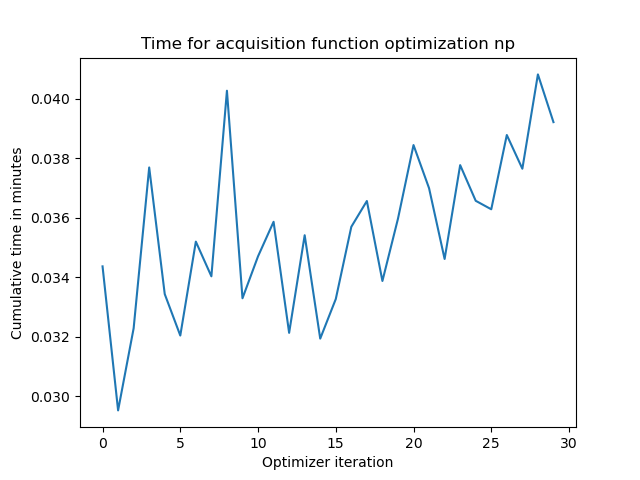 Time for acquisition function optimization np
Cumulative time in minutes
0.040
0.038
0.036
0.034
0.032
0.030
0 5 10 15 20 25 30
Optimizer iteration